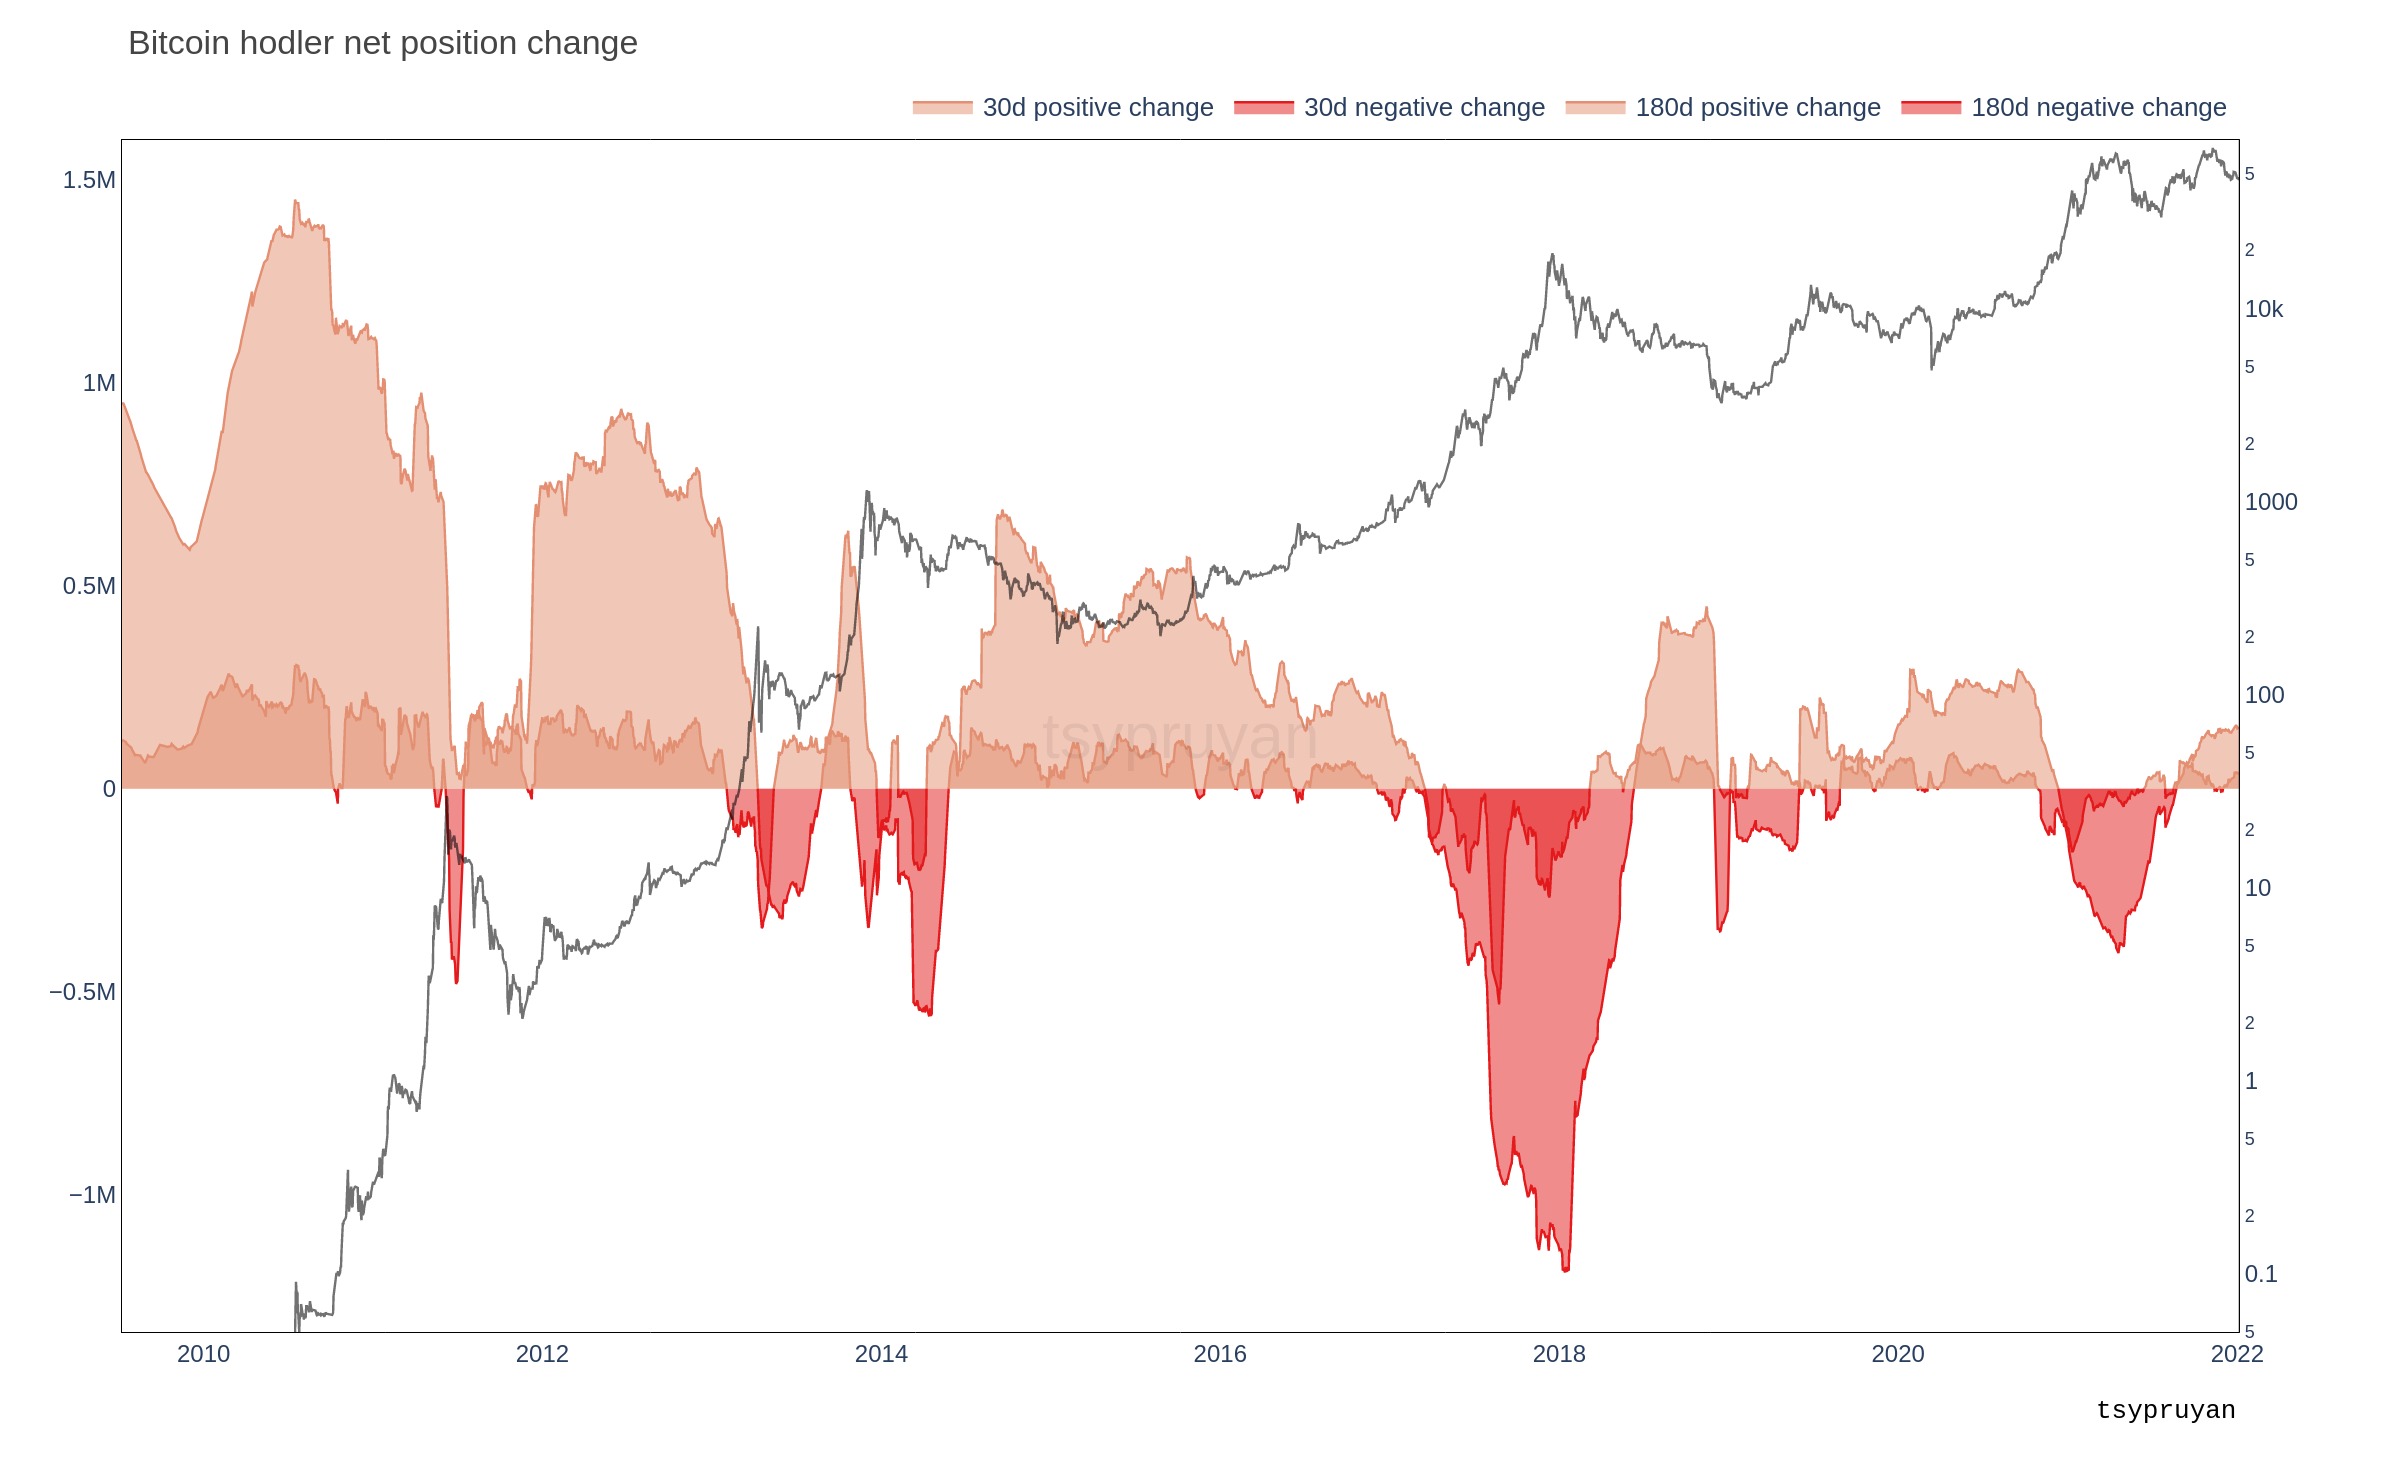 Bitcoin hodler net position change
30d positive change 30d negative change 180d positive change 180d negative change
1.5M
5
2
10k
1M
5
2
1000
0.5M
5
2
tsypruyan
100
0
5
2
10
−0.5M
5
2
1
−1M
5
2
0.1
5
2010 2012 2014 2016 2018 2020 2022
tsypruyan